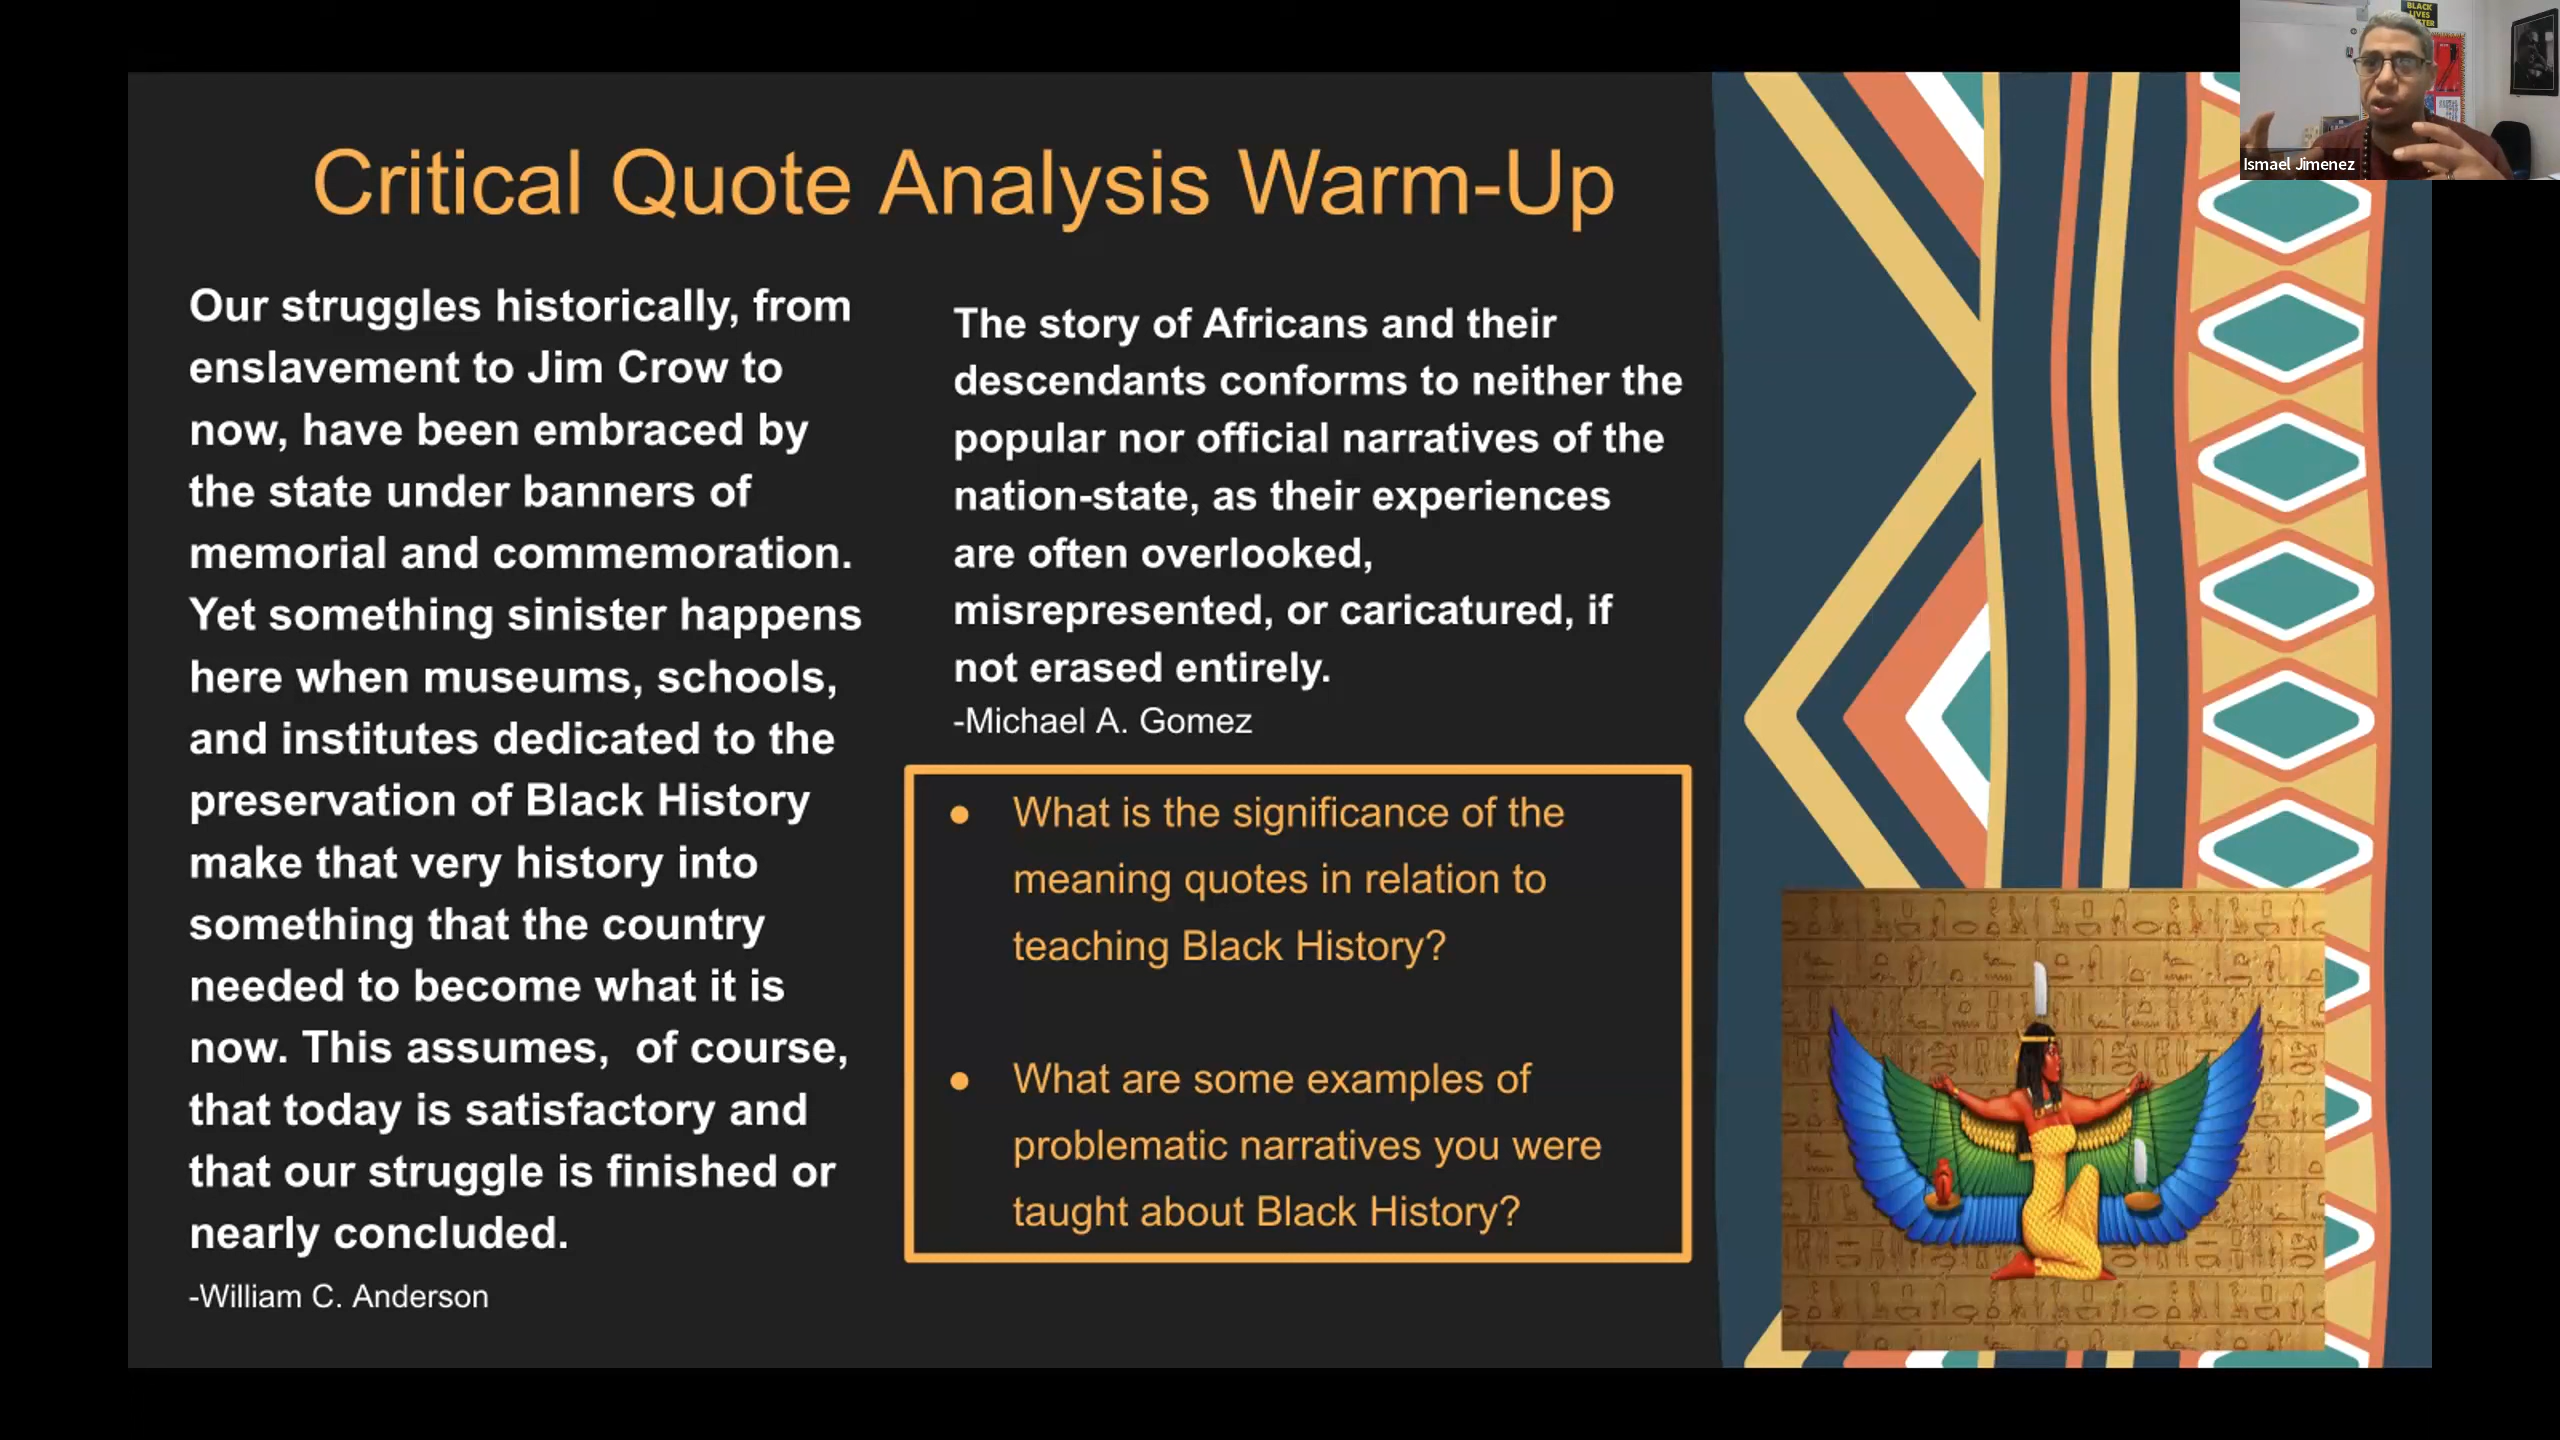 Critical Quote Analysis Warm-Up
Our struggles historically, from
enslavement to Jim Crow to
now, have been embraced by
the state under banners of
memorial and commemoration.
Yet something sinister happens
here when museums, schools,
and institutes dedicated to the
preservation of Black History
make that very history into
something that the country
needed to become what it is
now. This assumes,  of course,
that today is satisfactory and
that our struggle is finished or
nearly concluded.
-William C. Anderson
The story of Africans and their
descendants conforms to neither the
popular nor official narratives of the
nation-state, as their experiences
are often overlooked,
misrepresented, or caricatured, if
not erased entirely.
-Michael A. Gomez
● What is the significance of the
meaning quotes in relation to
teaching Black History?
● What are some examples of
problematic narratives you were
taught about Black History?
BLACK
LIVES
Ismael Jimenez